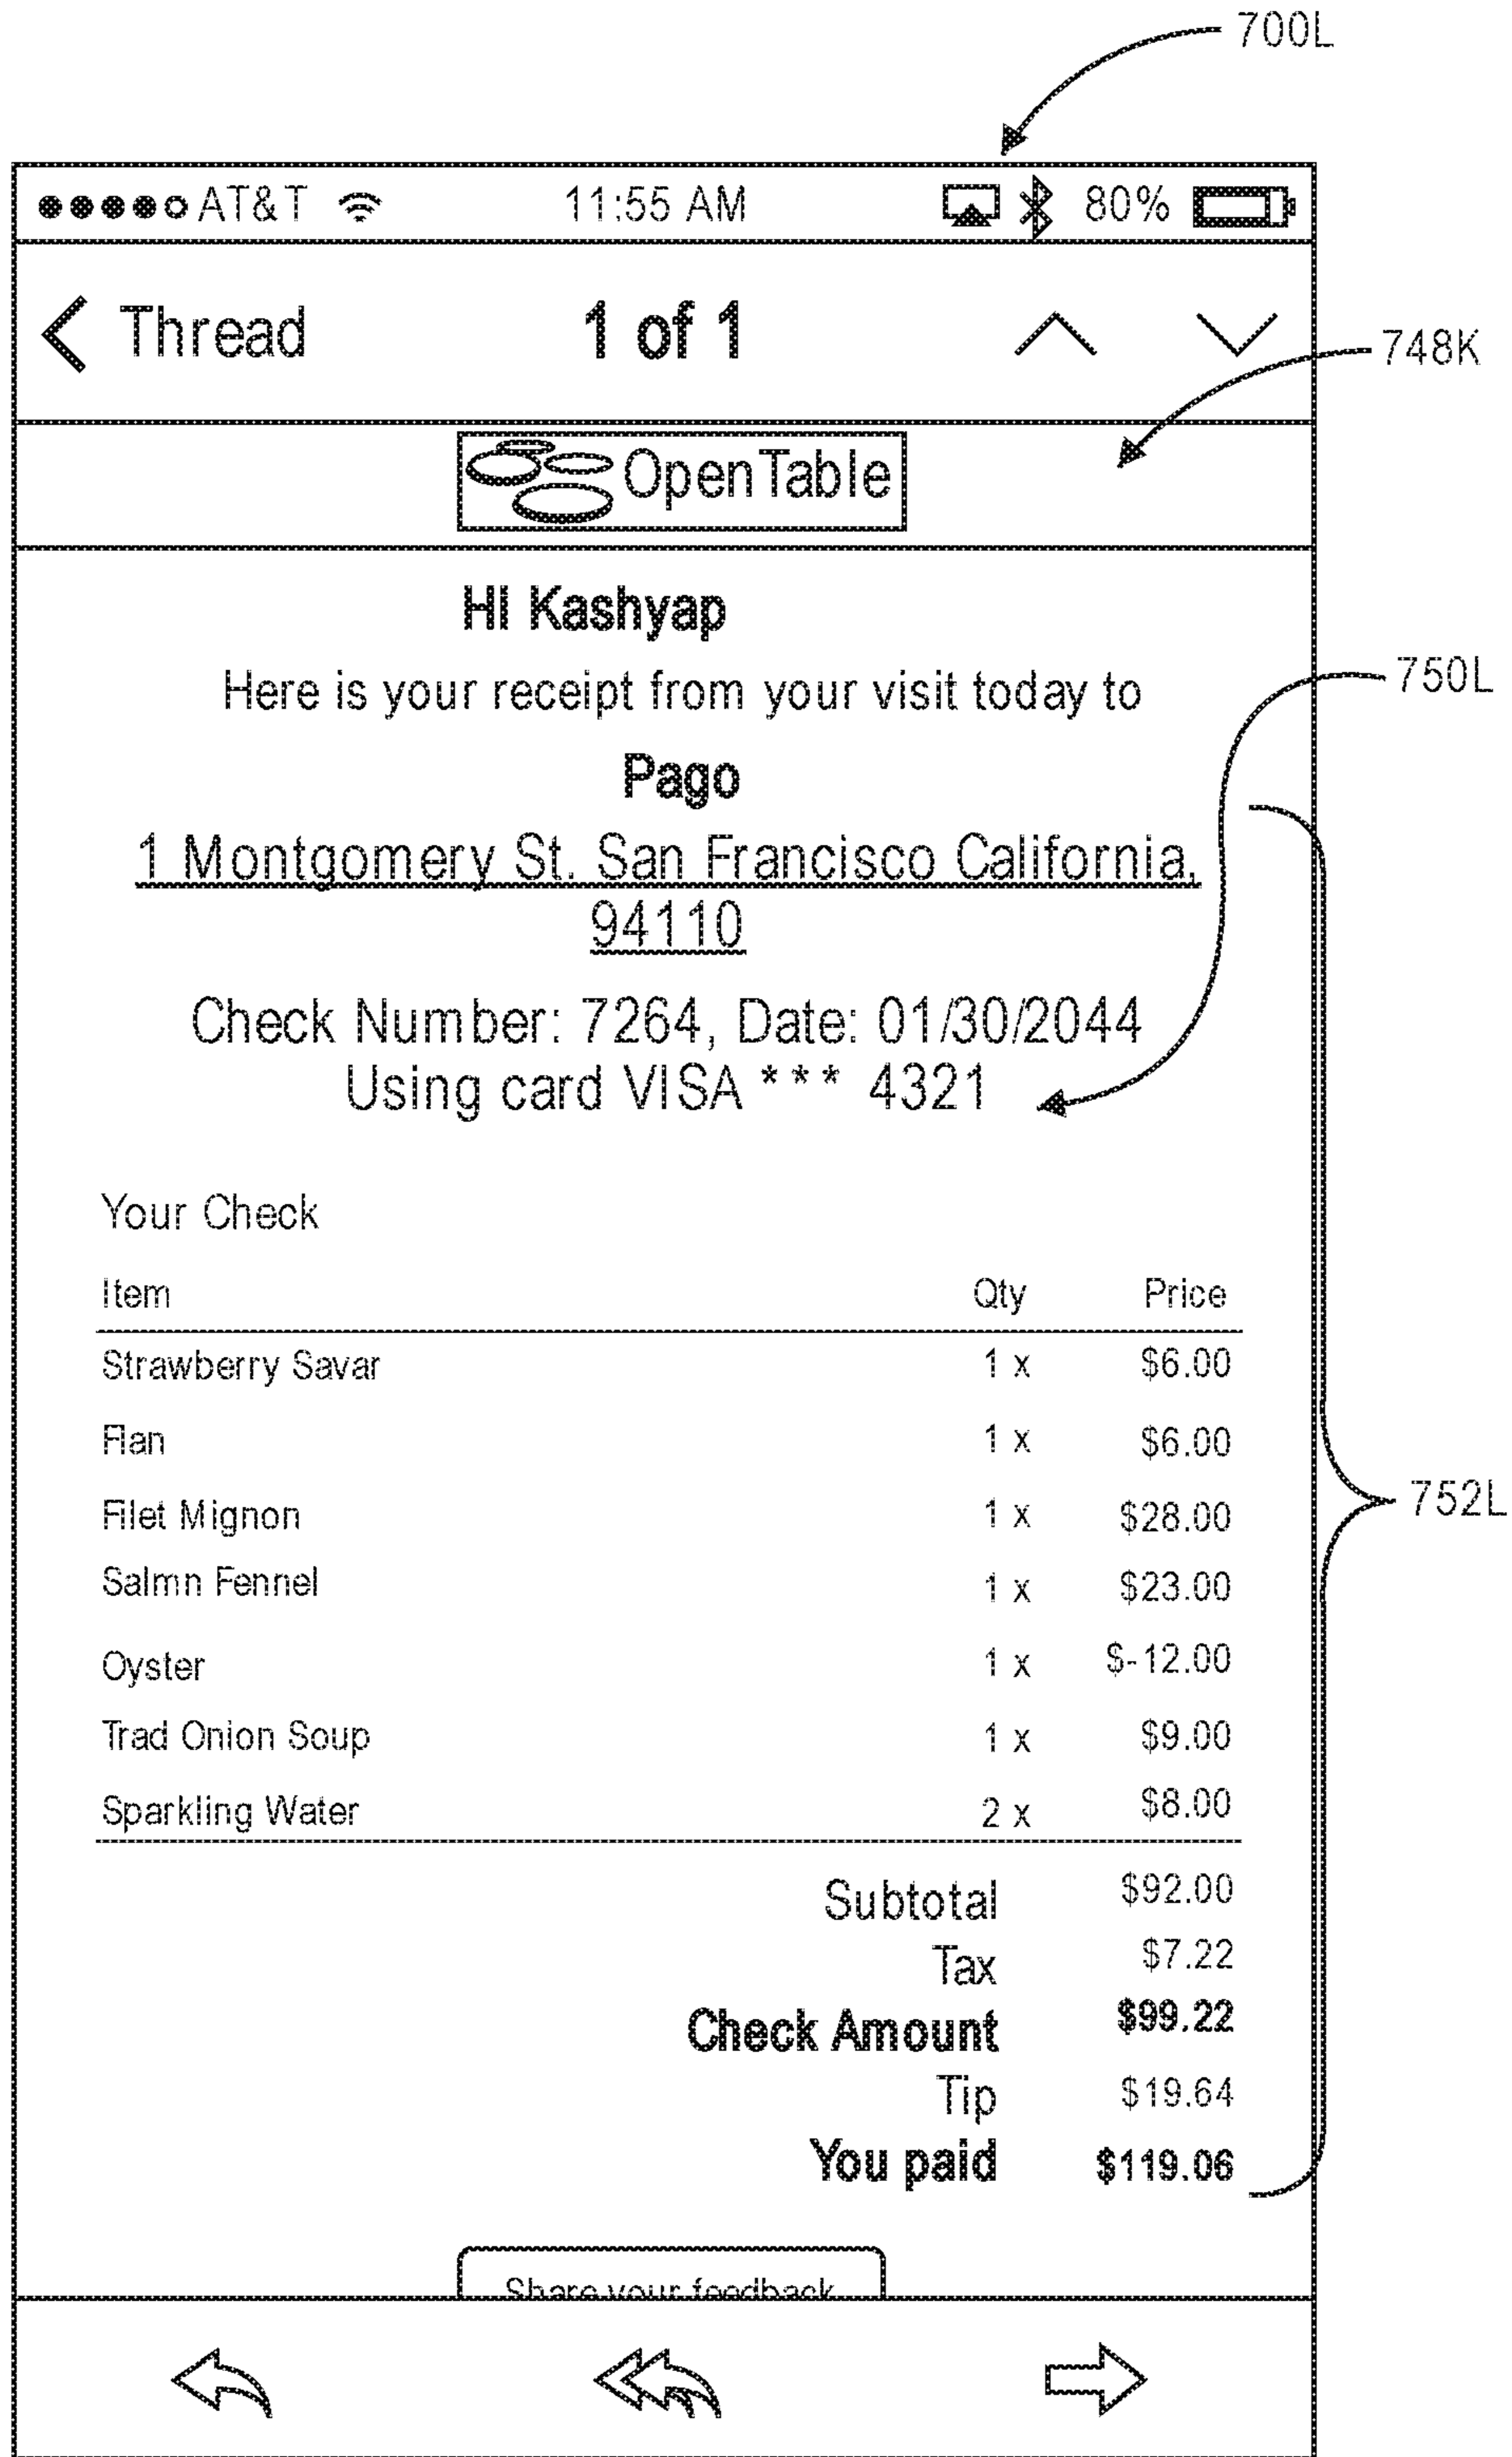 700L
AT&T 11:55 AM 80%
Thread 1 of 1
748K
OpenTable
HI Kashyap
Here is your receipt from your visit today to
750L
Pago
1 Montgomery St. San Francisco California,
94110
Check Number: 7264, Date: 01/30/2044
Using card VISA *** 4321
Your Check
Item Qty Price
Strawberry Savar 1 x $6.00
Flan 1 x $6.00
Filet Mignon 1 x $28.00
752L
Salmn Fennel 1 x $23.00
Oyster 1 x $-12.00
Trad Onion Soup 1 x $9.00
Sparkling Water 2 x $8.00
Subtotal $92.00
Tax $7.22
Check Amount $99.22
Tip $19.64
You paid $119.06
Share your feedback